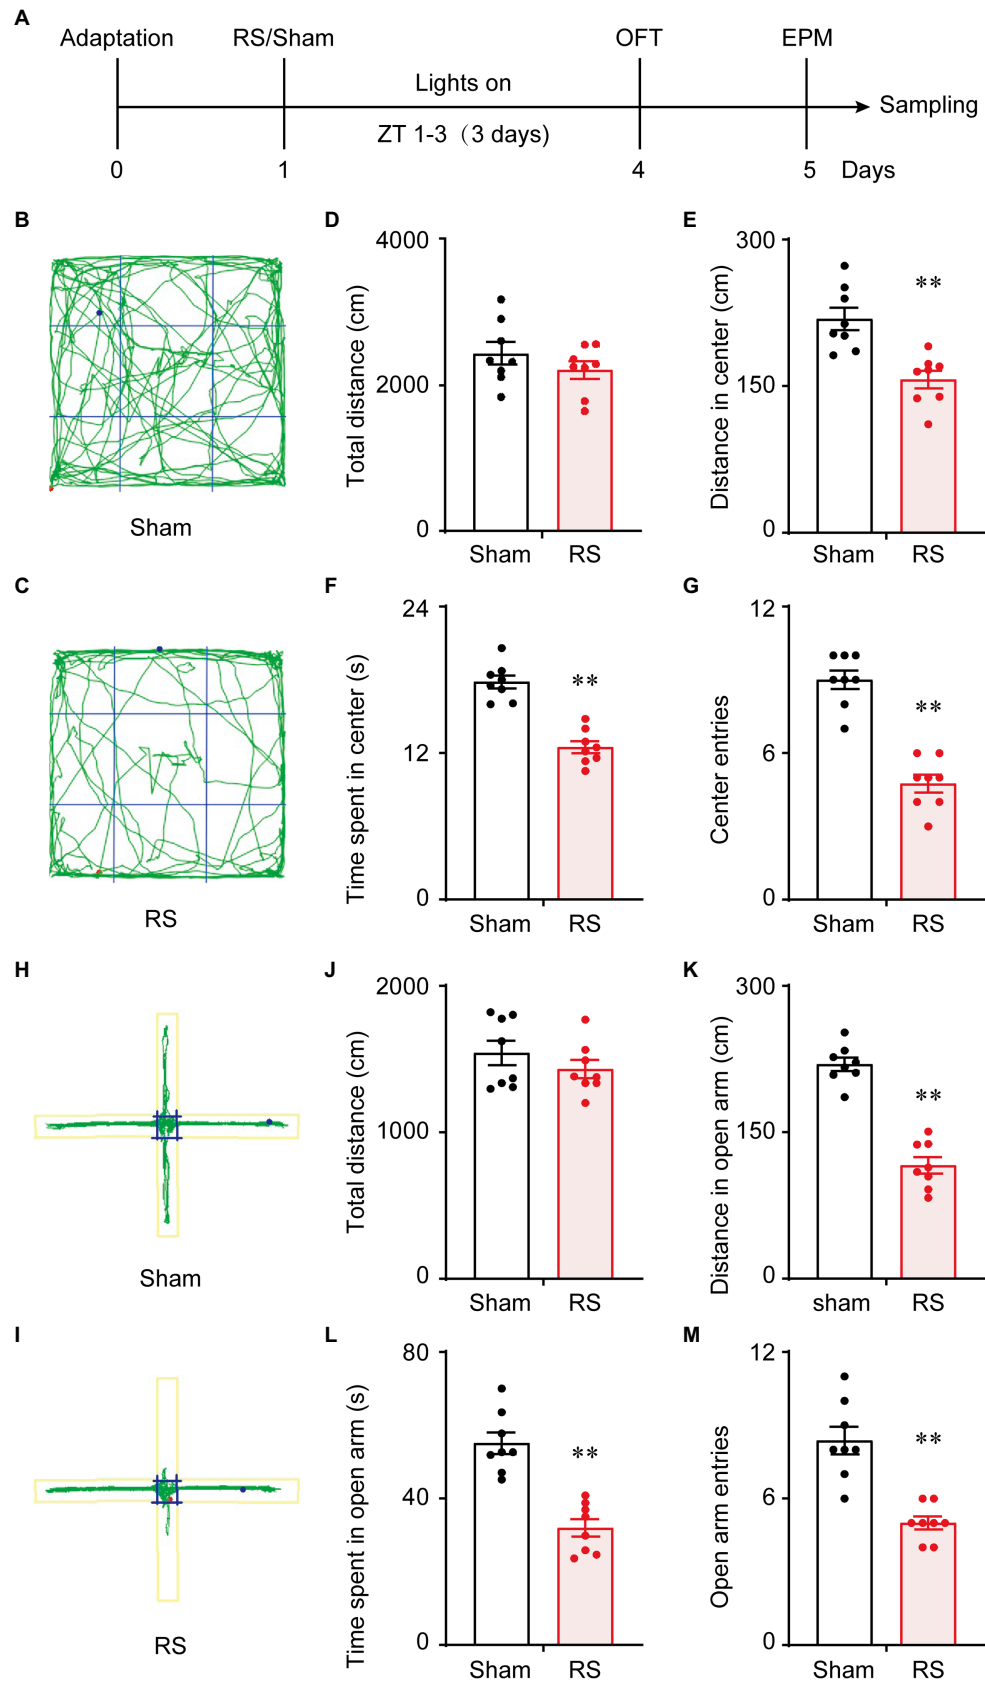 A
Adaptation RS/Sham OFT EPM
Lights on
Sampling
ZT 1-3（3 days)
0 1 4 5 Days
B
Sham
D
Total distance (cm)
4000
2000
0
Sham RS
E
Distance in center (cm)
300
150
0
**
Sham RS
C
RS
F
Time spent in center (s)
24
12
0
**
Sham RS
G
Center entries
12
6
0
**
Sham RS
H
Sham
J
Total distance (cm)
2000
1000
0
Sham RS
K
Distance in open arm (cm)
300
150
0
**
sham RS
I
RS
L
Time spent in open arm (s)
80
40
0
**
Sham RS
M
Open arm entries
12
6
0
**
Sham RS